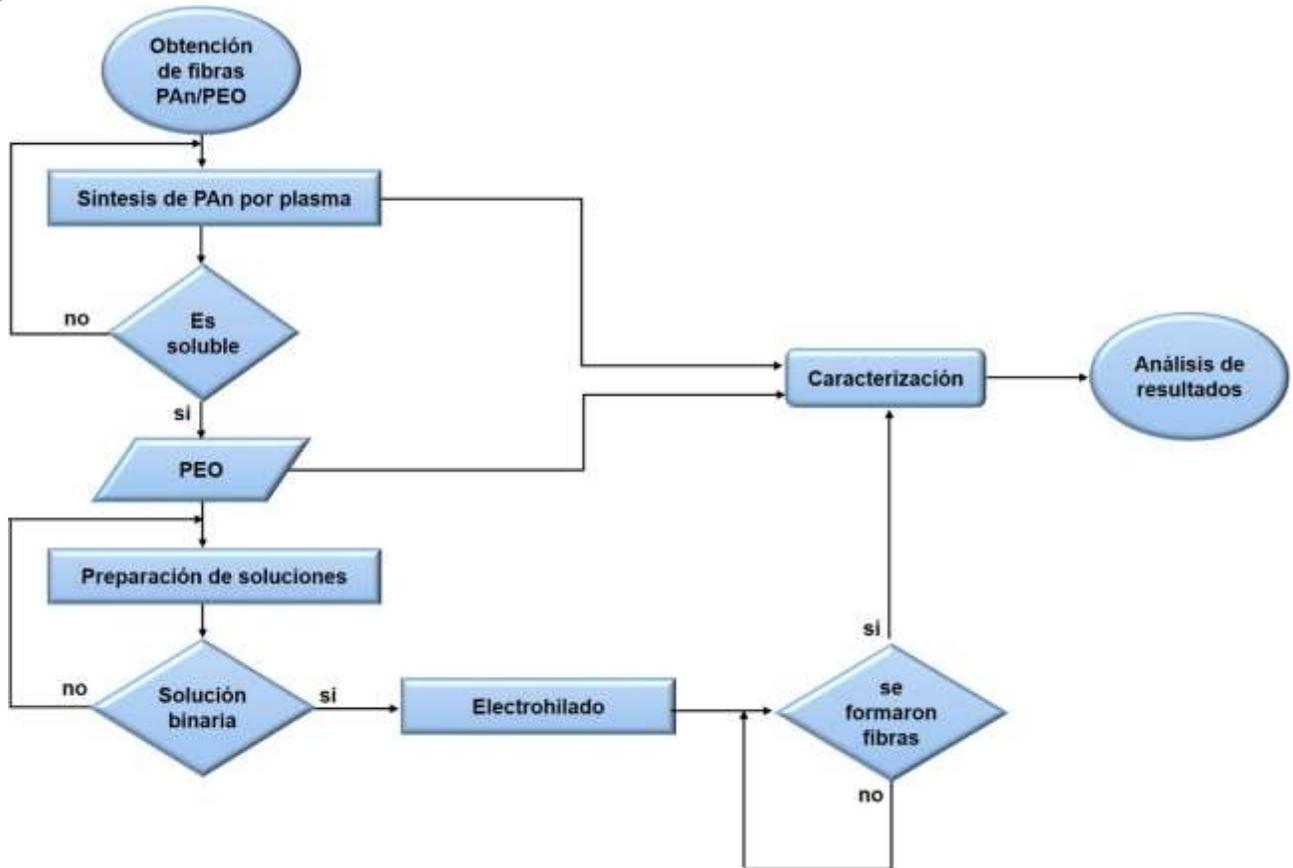 Obtención
de fibras
PAn/PEO
Síntesis de PAn por plasma
no
Es
soluble
si
PEO
Preparación de soluciones
no
Solución
binaria
si
Electrohilado
se
formaron
fibras
no
si
Caracterización
Análisis de
resultados